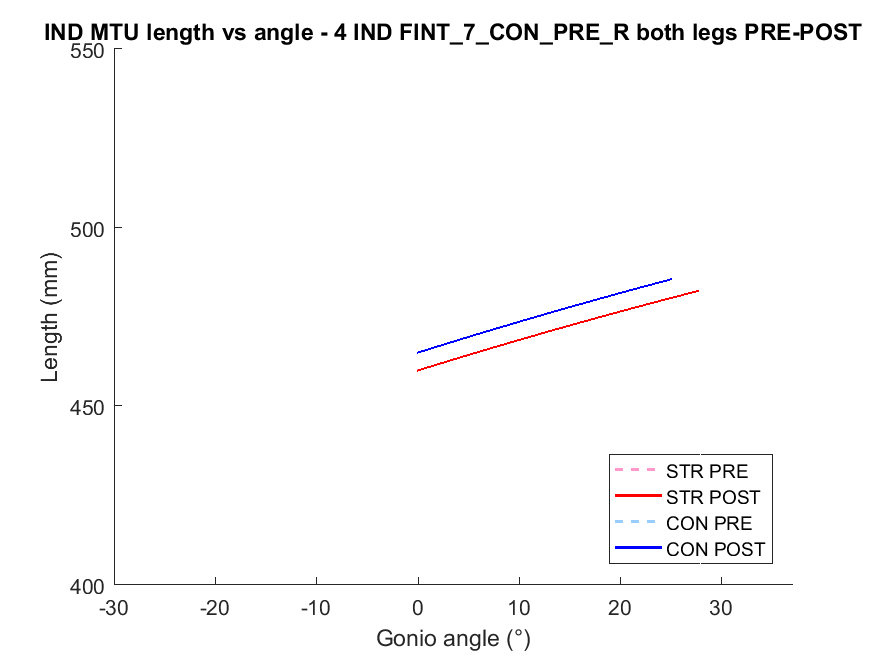 IND MTU length vs angle - 4 IND FINT_7_CON_PRE_R both legs PRE-POST
550
500
450
400
Length (mm)
-30
-20
-10
0
10
20
30
Gonio angle (°)
STR PRE
STR POST
CON PRE
CON POST